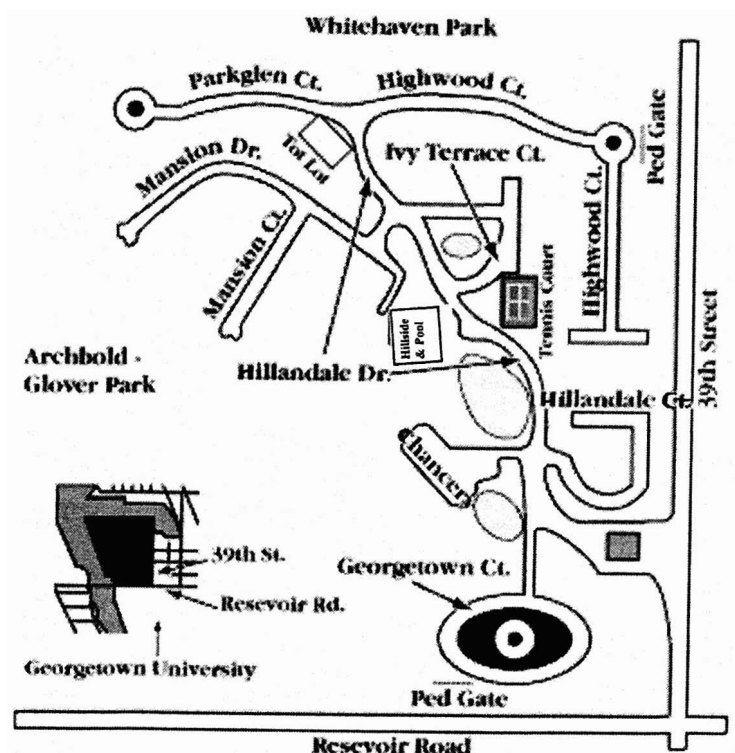 Whitehaven Park
Parkglen Ct.
Highwood Ct.
Ped Gate
Tot Lot
Ivy Terrace Ct.
Mansion Dr.
Mansion Ct.
Highwood Ct.
Tennis Court
Hillside
& Pool
39th Street
Archbold -
Glover Park
Hillandale Dr.
Hillandale Ct.
Chancery
39th St.
Georgetown Ct.
Resevoir Rd.
Georgetown University
Ped Gate
Resevoir Road